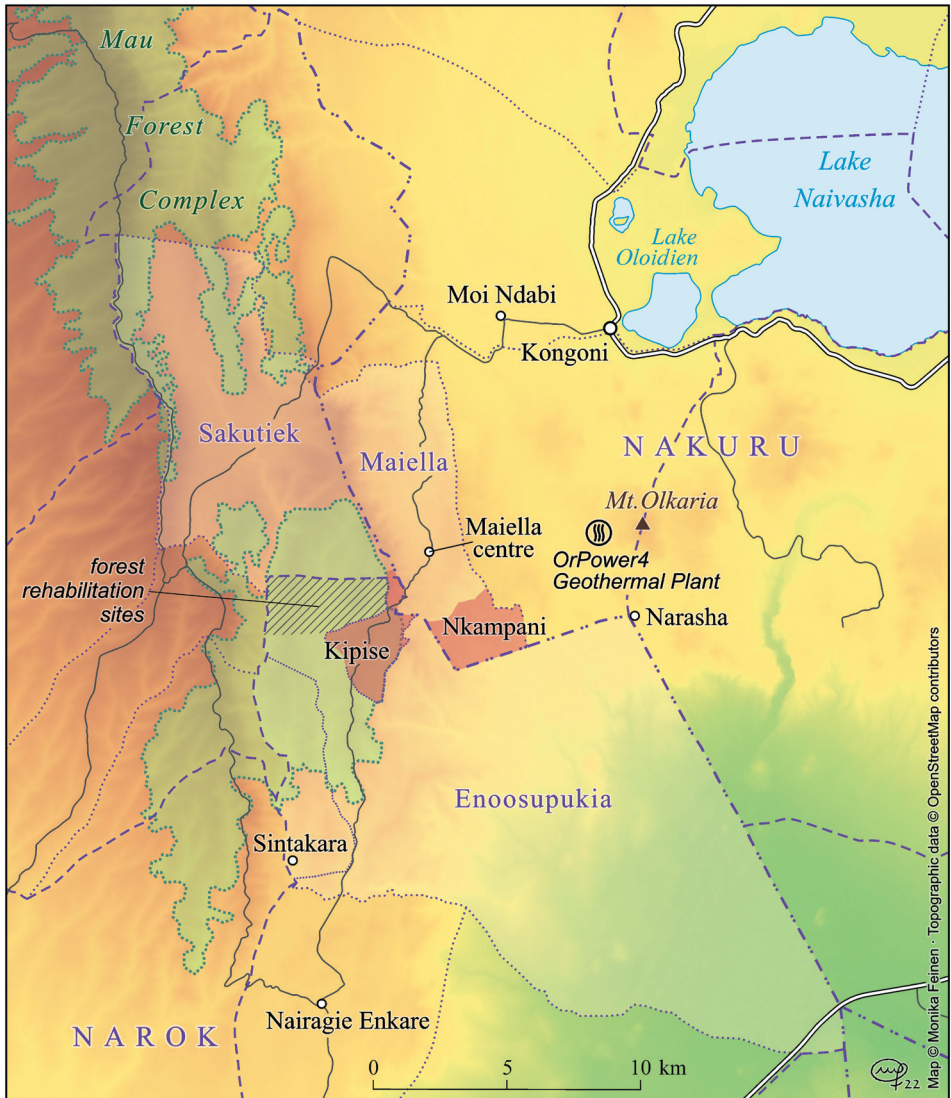 Mau
Forest
Complex
Lake
Naivasha
Lake
Oloidien
Moi Ndabi
Kongoni
Sakutiek
Maiella
NAKURU
Mt. Olkaria
Maiella
centre
OrPower4
Geothermal Plant
forest
rehabilitation
sites
Narasha
Nkampani
Kipise
Enoosupukia
Sintakara
Nairagie Enkare
NAROK
0 5 10 km
22
Map © Monika Feinen · Topographic data © OpenStreetMap contributors